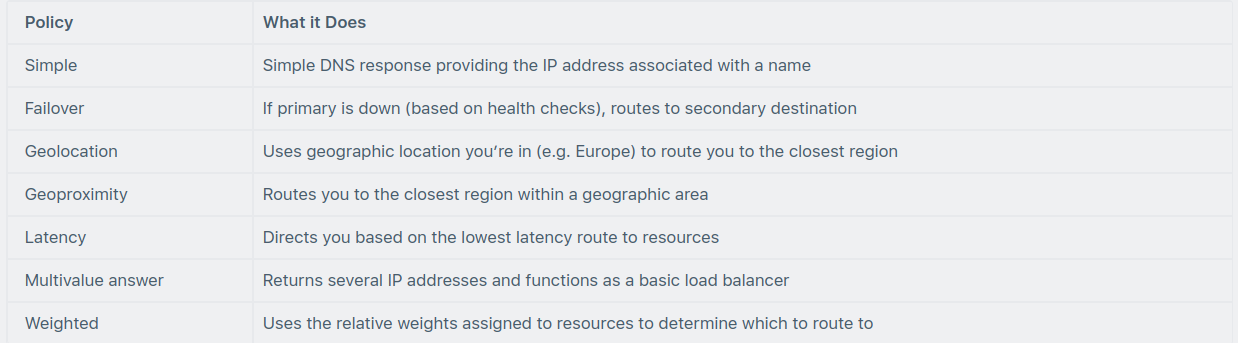 Policy What it Does
Simple Simple DNS response providing the IP address associated with a name
Failover If primary is down (based on health checks), routes to secondary destination
Geolocation Uses geographic location you’re in (e.g. Europe) to route you to the closest region
Geoproximity Routes you to the closest region within a geographic area
Latency Directs you based on the lowest latency route to resources
Multivalue answer Returns several IP addresses and functions as a basic load balancer
Weighted Uses the relative weights assigned to resources to determine which to route to